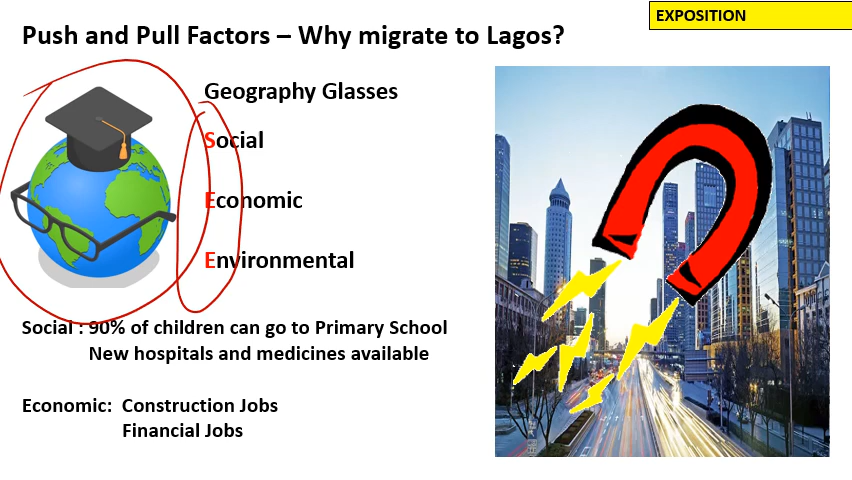 EXPOSITION
Push and Pull Factors – Why migrate to Lagos?
Geography Glasses
Social
Economic
Environmental
Social : 90% of children can go to Primary School
New hospitals and medicines available
Economic: Construction Jobs
Financial Jobs